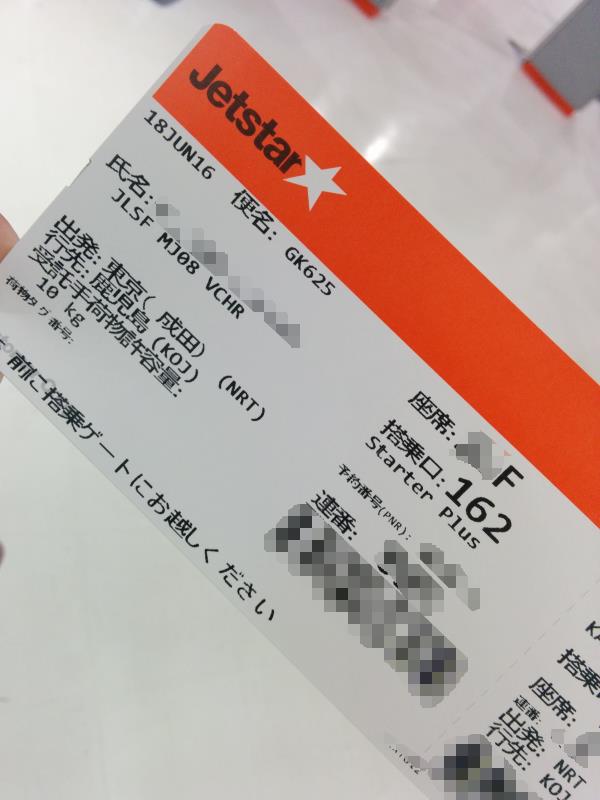 Jetstar
18JUN16 便名: GK625
氏名:
JLSF MJ08 VCHR
出発: 東京( 成田) (NRT)
行先: 鹿児島 (KOJ)
受託手荷物許容量:
10 kg
荷物タグ番号:
前に搭乗ゲートにお越しください
座席: F
搭乗口: 162
Starter Plus
予約番号(PNR):
連番:
搭乗
座席:
連番:
出発: NRT
行先: KOJ